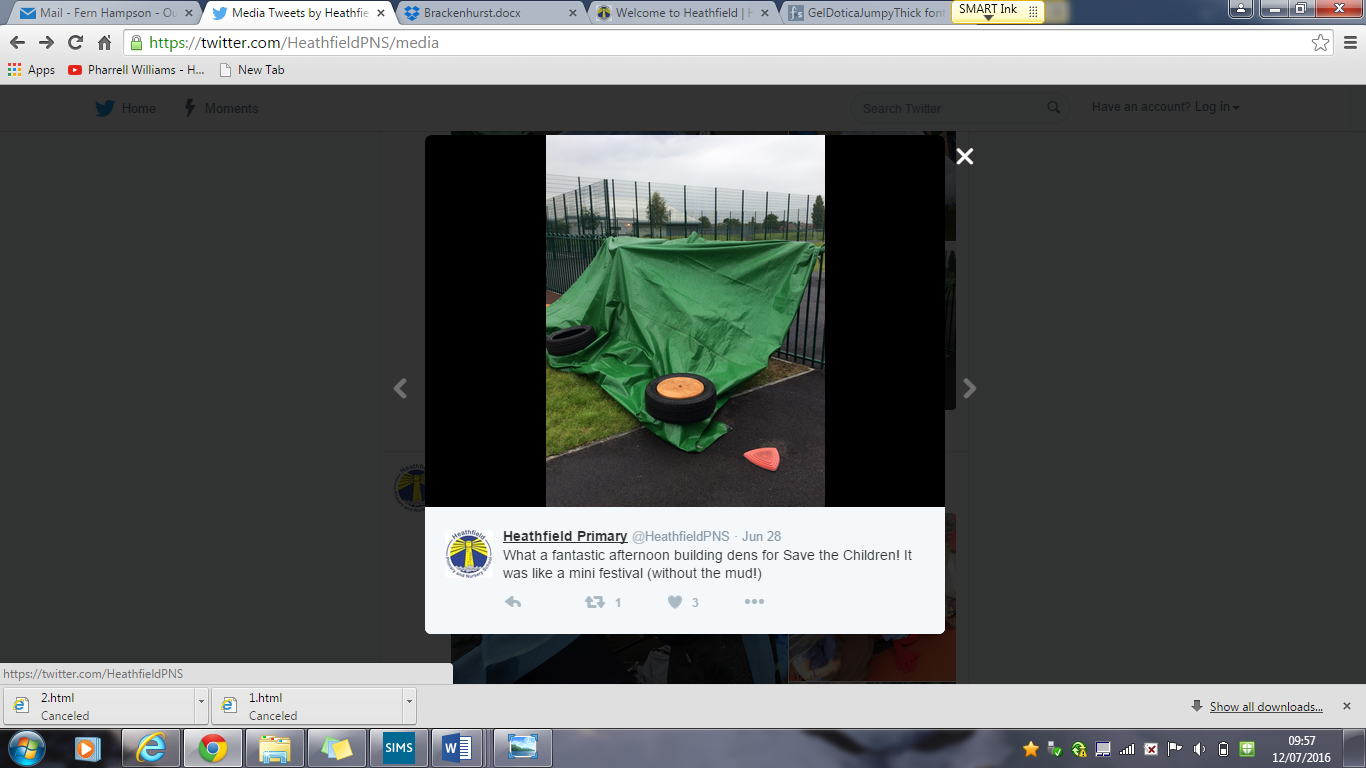 Mail - Fern Hampson - Ou
Media Tweets by Heathfie
Brackenhurst.docx
Welcome to Heathfield | H
GelDoticaJumpyThick font
SMART Ink
https://twitter.com/HeathfieldPNS/media
Apps
Pharrell Williams - H...
New Tab
Home
Moments
Search Twitter
Have an account? Log in
Heathfield Primary @HeathfieldPNS · Jun 28
What a fantastic afternoon building dens for Save the Children! It
was like a mini festival (without the mud!)
1
3
https://twitter.com/HeathfieldPNS
2.html
Canceled
1.html
Canceled
Show all downloads...
SIMS
09:57
12/07/2016